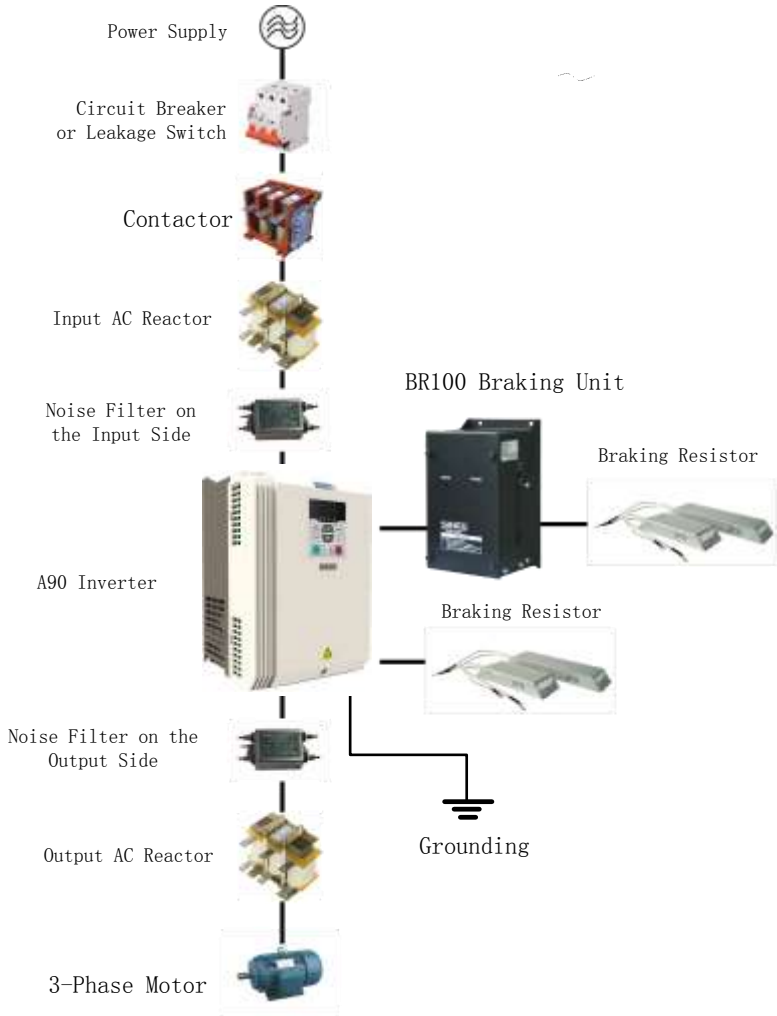 Power Supply
Circuit Breaker
or Leakage Switch
Contactor
Input AC Reactor
BR100 Braking Unit
Noise Filter on
the Input Side
Braking Resistor
A90 Inverter
Braking Resistor
Noise Filter on the
Output Side
Grounding
Output AC Reactor
3-Phase Motor